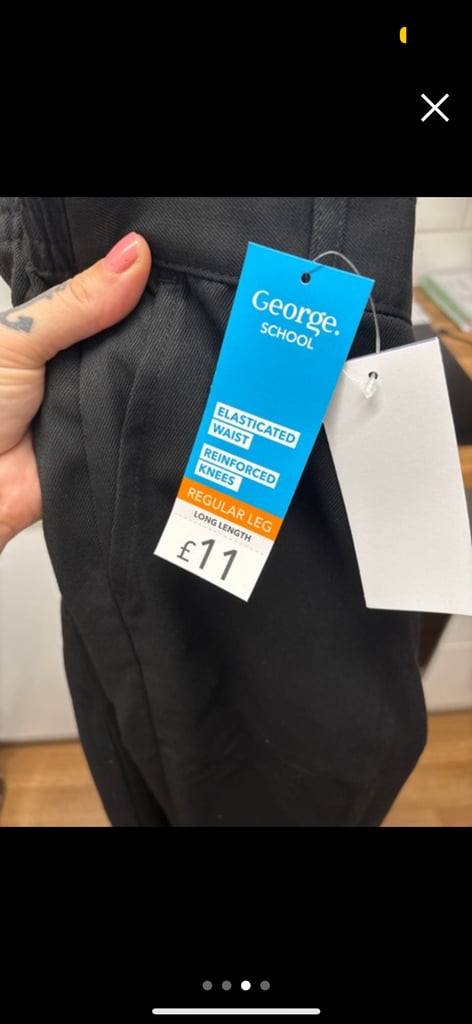 George.
SCHOOL
ELASTICATED
WAIST
REINFORCED
KNEES
REGULAR LEG
LONG LENGTH
£11